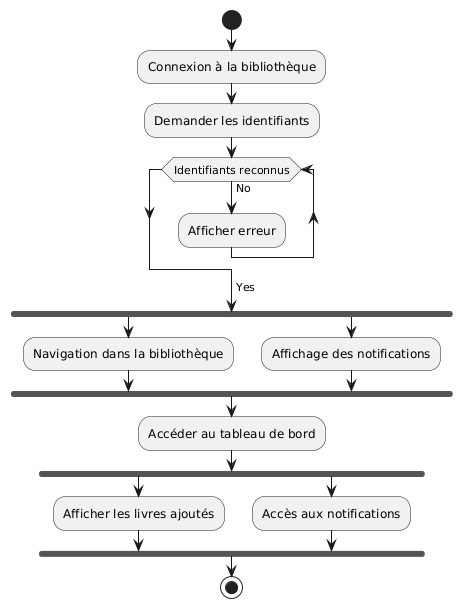 Connexion à la bibliothèque
Demander les identifiants
Identifiants reconnus
No
Afficher erreur
Yes
Navigation dans la bibliothèque
Affichage des notifications
Accéder au tableau de bord
Afficher les livres ajoutés
Accès aux notifications